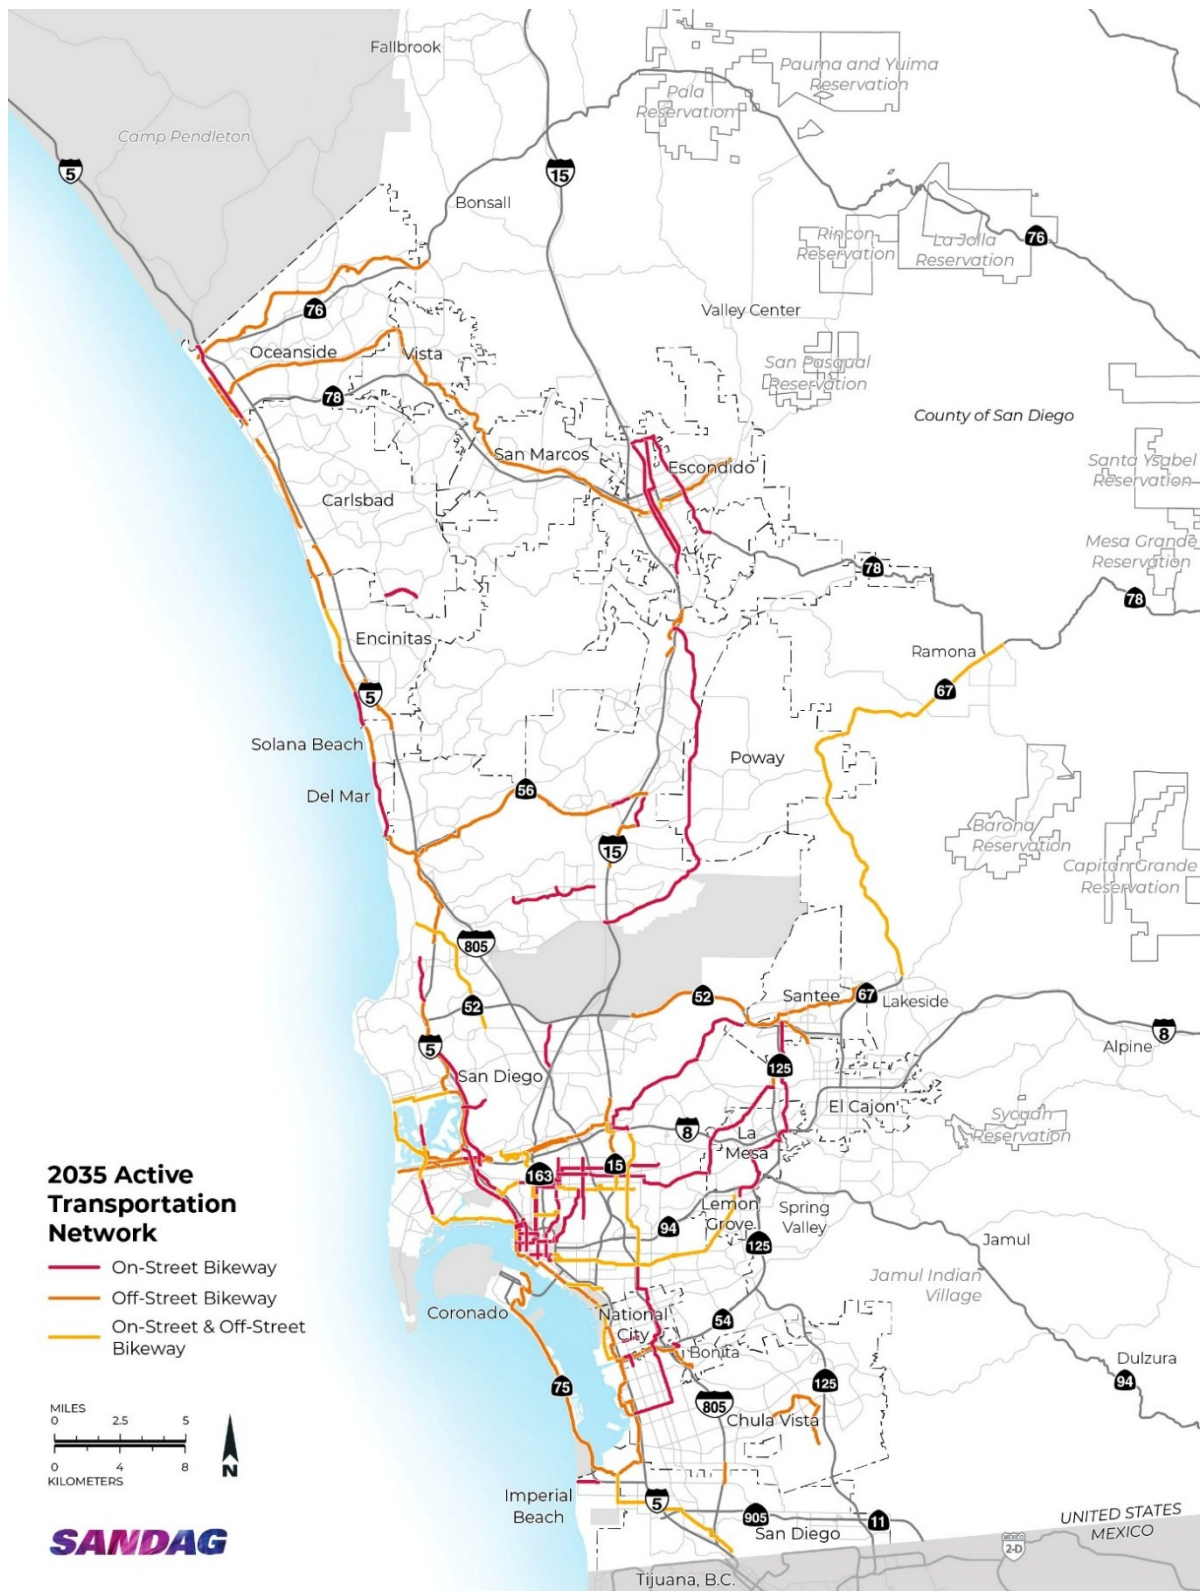 Fallbrook
Pauma and Yuima
Reservation
Pala
Reservation
Camp Pendleton
5
15
Bonsall
Rincon
Reservation
La Jolla
Reservation
76
76
Valley Center
Oceanside
Vista
San Pasqual
Reservation
78
County of San Diego
San Marcos
Escondido
Santa Ysabel
Reservation
Carlsbad
Mesa Grande
Reservation
78
78
Encinitas
Ramona
67
5
Solana Beach
Poway
Del Mar
56
Barona
Reservation
15
Capitan Grande
Reservation
805
52
52
Santee
67
Lakeside
5
8
Alpine
San Diego
125
El Cajon
Sycuan
Reservation
8
La
Mesa
15
163
2035 Active
Transportation
Network
On-Street Bikeway
Off-Street Bikeway
On-Street & Off-Street
Bikeway
Lemon
Grove
Spring
Valley
94
125
Jamul
Jamul Indian
Village
Coronado
National
City
54
Bonita
Dulzura
94
75
125
805
Chula Vista
MILES
0 2.5 5
0 4 8
KILOMETERS
N
Imperial
Beach
5
905
San Diego
11
UNITED STATES
MEXICO
MEXICO
2-D
SANDAG
Tijuana, B.C.